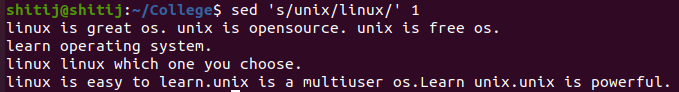 shitij@shitij:~/College$ sed 's/unix/linux/' 1
linux is great os. unix is opensource. unix is free os.
learn operating system.
linux linux which one you choose.
linux is easy to learn.unix is a multiuser os.Learn unix.unix is powerful.